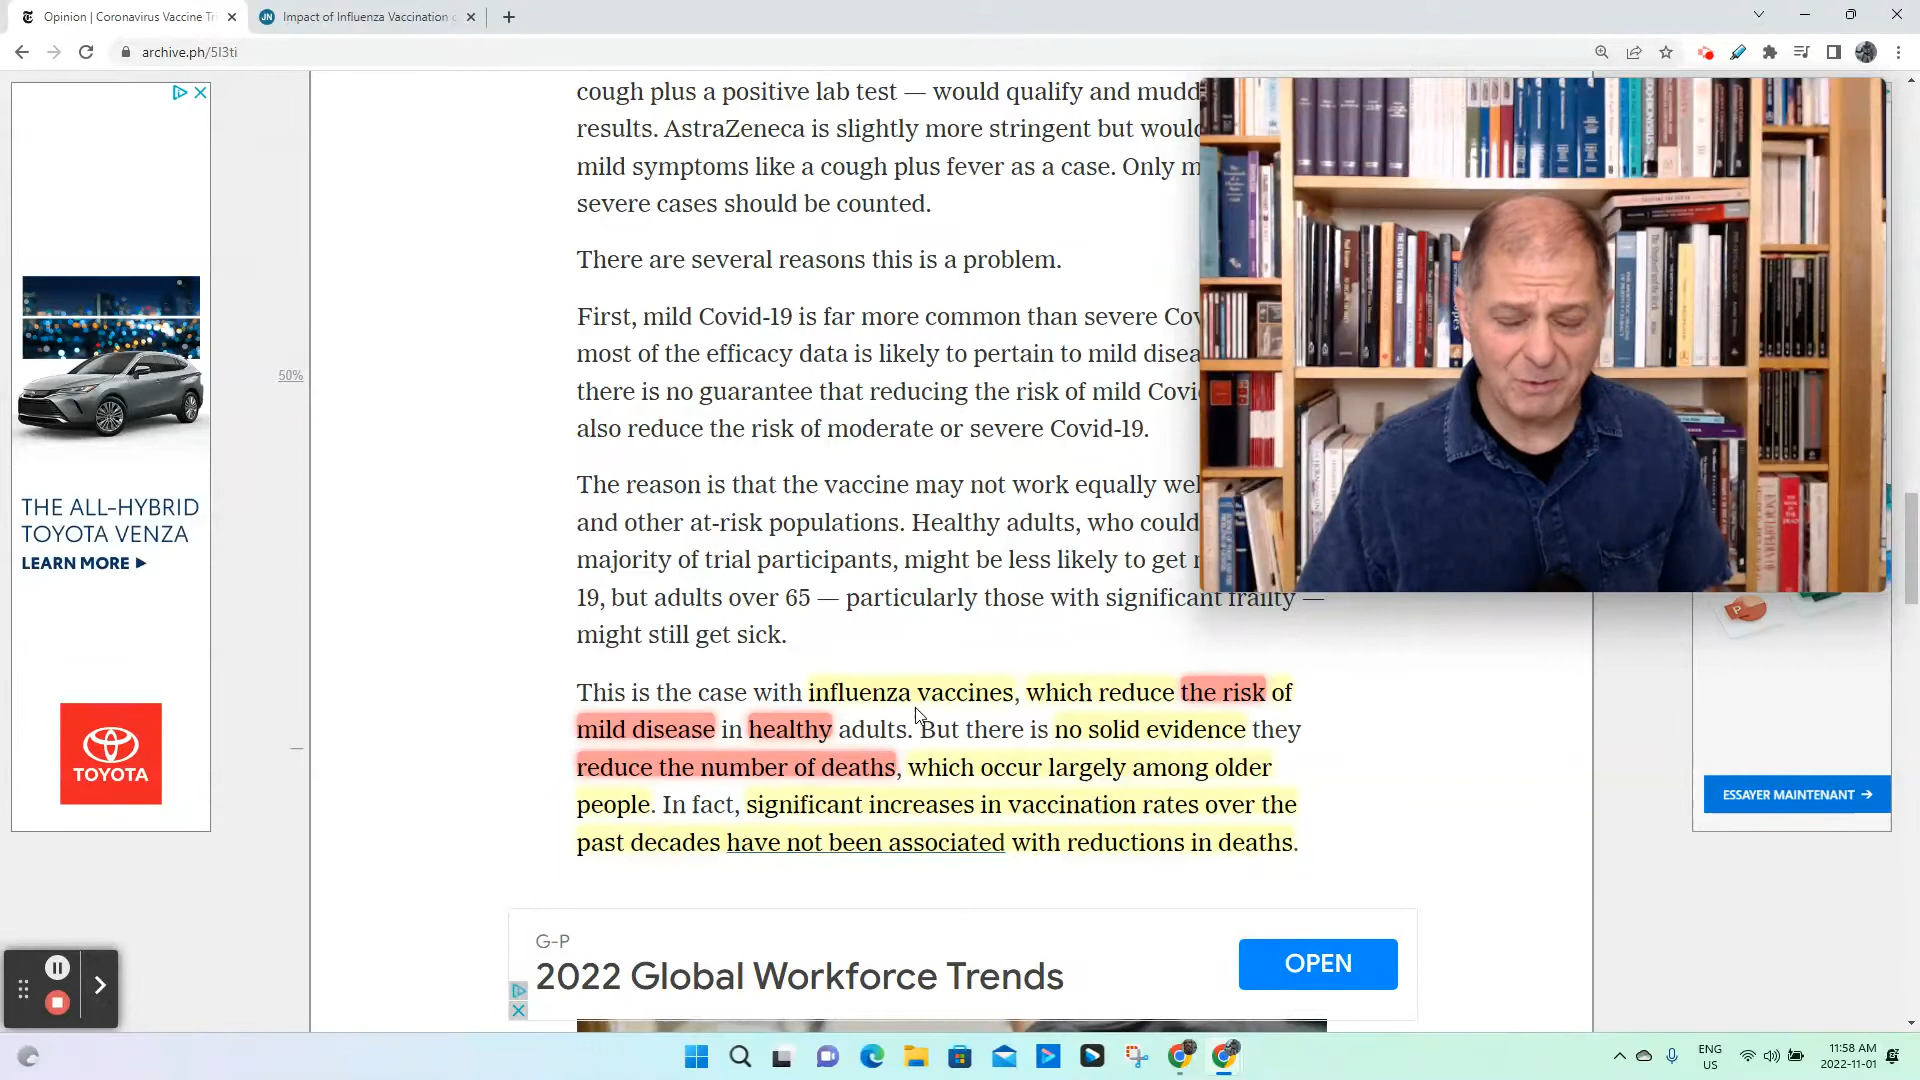 Opinion | Coronavirus Vaccine Tri
JN Impact of Influenza Vaccination
archive.ph/5I3ti
cough plus a positive lab test — would qualify and mudd
results. AstraZeneca is slightly more stringent but would
mild symptoms like a cough plus fever as a case. Only m
severe cases should be counted.
There are several reasons this is a problem.
First, mild Covid-19 is far more common than severe Cov
most of the efficacy data is likely to pertain to mild disea
there is no guarantee that reducing the risk of mild Covi
also reduce the risk of moderate or severe Covid-19.
The reason is that the vaccine may not work equally wel
and other at-risk populations. Healthy adults, who could
majority of trial participants, might be less likely to get
19, but adults over 65 — particularly those with significant frailty —
might still get sick.
This is the case with influenza vaccines, which reduce the risk of
mild disease in healthy adults. But there is no solid evidence they
reduce the number of deaths, which occur largely among older
people. In fact, significant increases in vaccination rates over the
past decades have not been associated with reductions in deaths.
50%
THE ALL-HYBRID
TOYOTA VENZA
LEARN MORE
TOYOTA
ESSAYER MAINTENANT
G-P
2022 Global Workforce Trends
OPEN
ENG
US
11:58 AM
2022-11-01